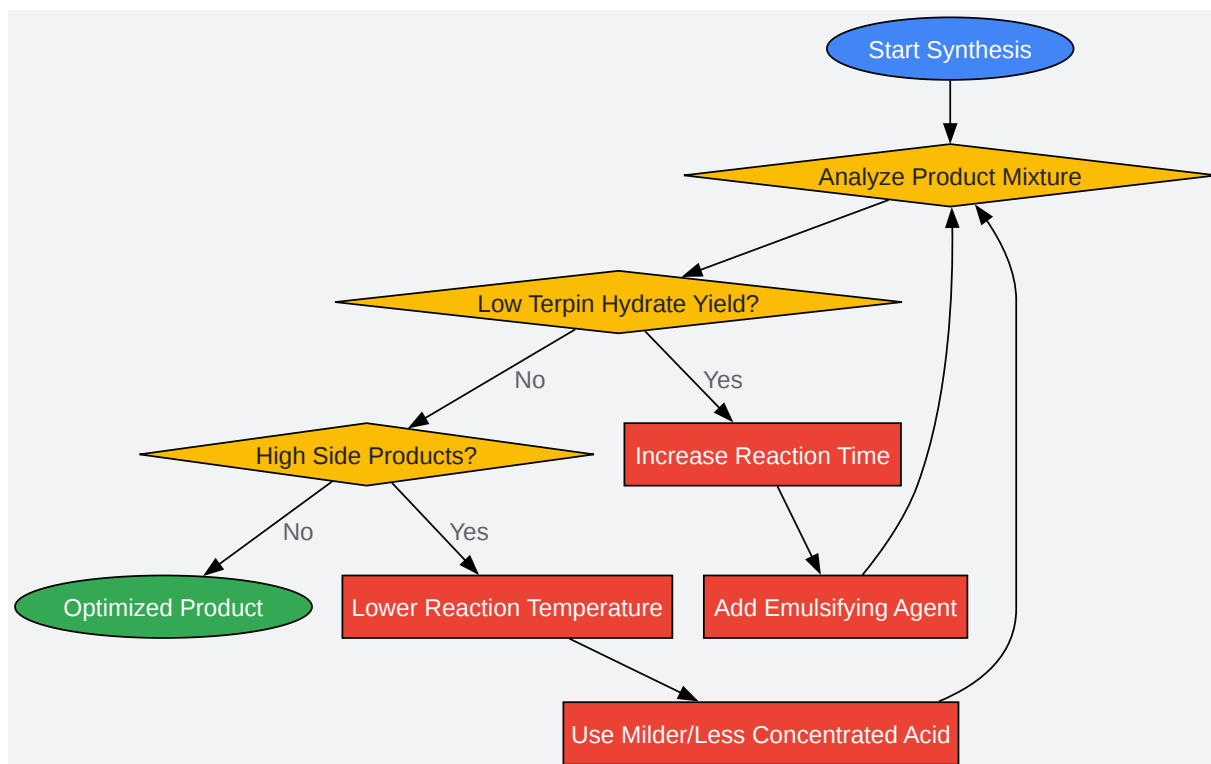 Start Synthesis
Analyze Product Mixture
Low Terpin Hydrate Yield?
No
Yes
High Side Products?
Increase Reaction Time
No
Yes
Optimized Product
Lower Reaction Temperature
Add Emulsifying Agent
Use Milder/Less Concentrated Acid